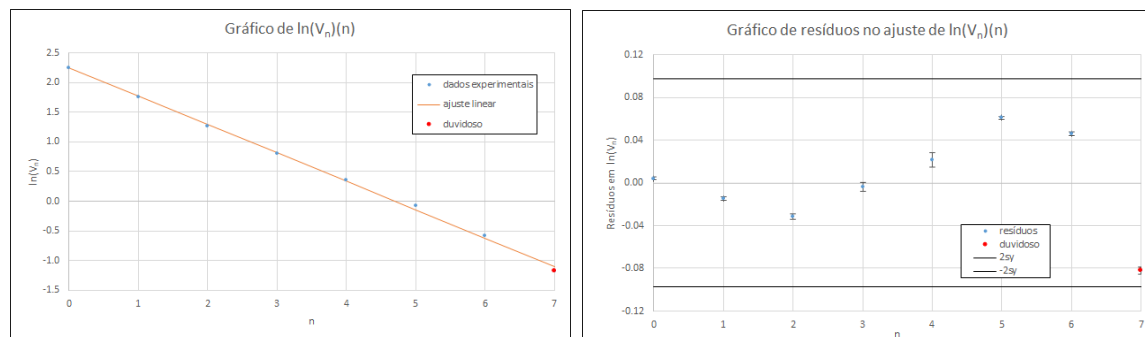 Gráfico de ln(Vₙ)(n)
2.5
2.0
1.5
1.0
0.5
0.0
-0.5
-1.0
-1.5
ln(Vₙ)
dados experimentais
ajuste linear
duvidoso
0 1 2 3 4 5 6 7
n
Gráfico de resíduos no ajuste de ln(Vₙ)(n)
0.12
0.08
0.04
0.00
-0.04
-0.08
-0.12
Resíduos em ln(Vₙ)
resíduos
duvidoso
2sy
-2sy
0 1 2 3 4 5 6 7
n